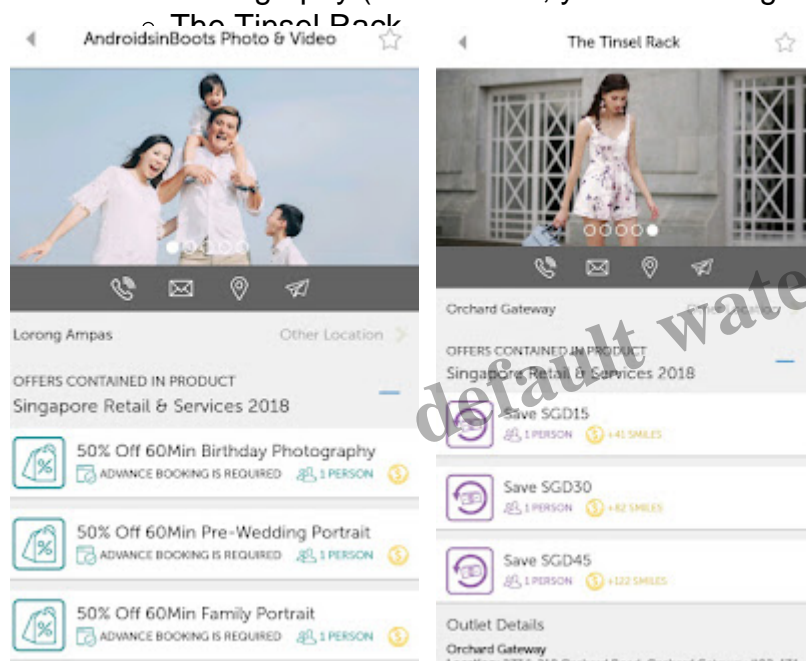 The Tinsel Rack
AndroidsinBoots Photo & Video
Lorong Ampas
Other Location
OFFERS CONTAINED IN PRODUCT
Singapore Retail & Services 2018
50% Off 60Min Birthday Photography
ADVANCE BOOKING IS REQUIRED 1 PERSON
50% Off 60Min Pre-Wedding Portrait
ADVANCE BOOKING IS REQUIRED 1 PERSON
50% Off 60Min Family Portrait
ADVANCE BOOKING IS REQUIRED 1 PERSON
The Tinsel Rack
Orchard Gateway
OFFERS CONTAINED IN PRODUCT
Singapore Retail & Services 2018
Save SGD15
1 PERSON +41 SMILES
Save SGD30
1 PERSON +82 SMILES
Save SGD45
1 PERSON +122 SMILES
Outlet Details
Orchard Gateway
default wate